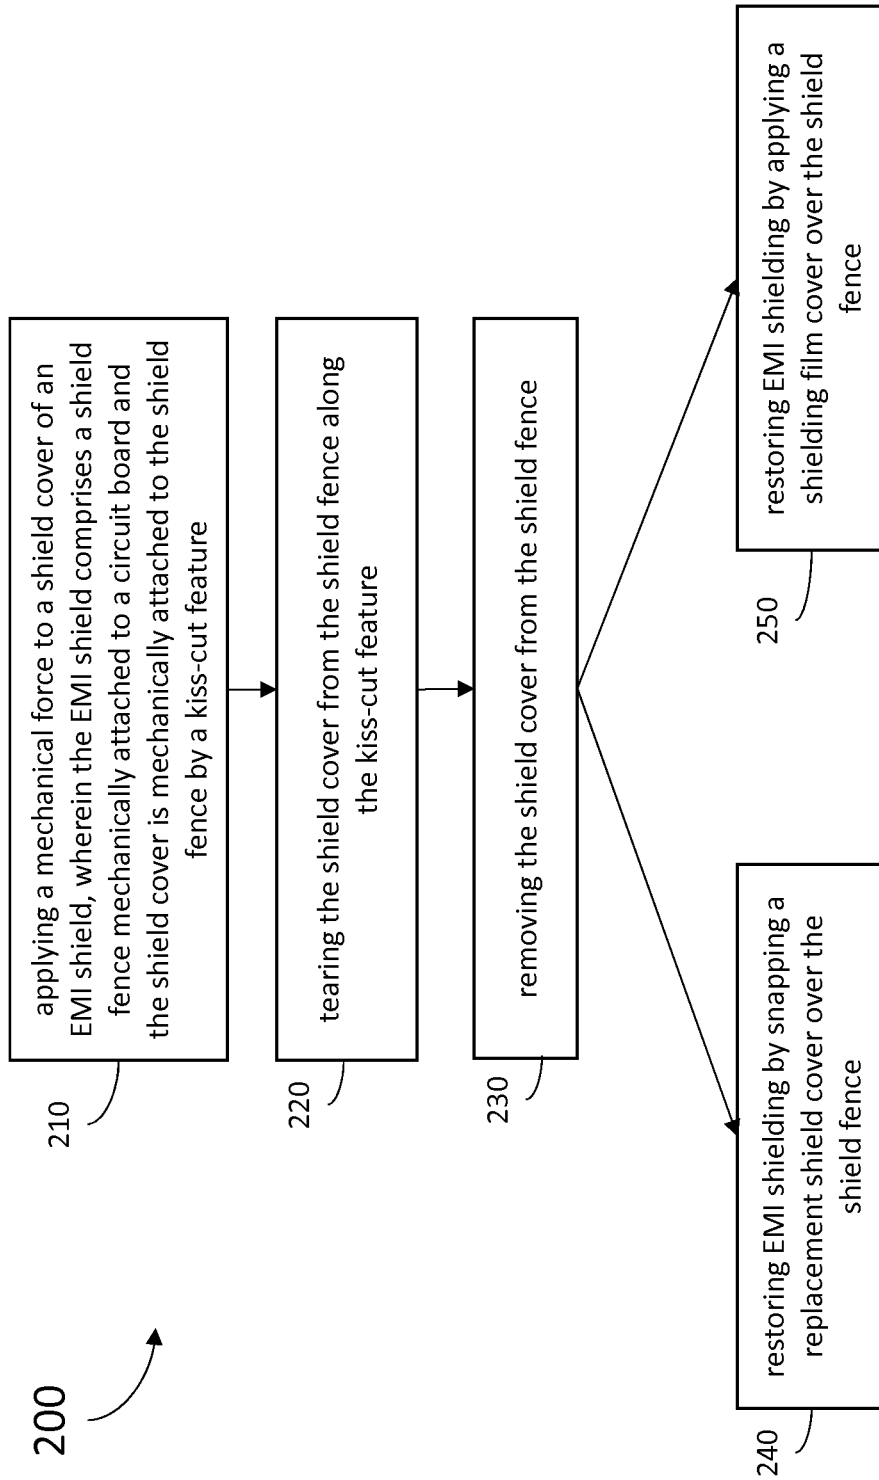 200
210
applying a mechanical force to a shield cover of an
EMI shield, wherein the EMI shield comprises a shield
fence mechanically attached to a circuit board and
the shield cover is mechanically attached to the shield
fence by a kiss-cut feature
220
tearing the shield cover from the shield fence along
the kiss-cut feature
230
removing the shield cover from the shield fence
240
restoring EMI shielding by snapping a
replacement shield cover over the
shield fence
250
restoring EMI shielding by applying a
shielding film cover over the shield
fence